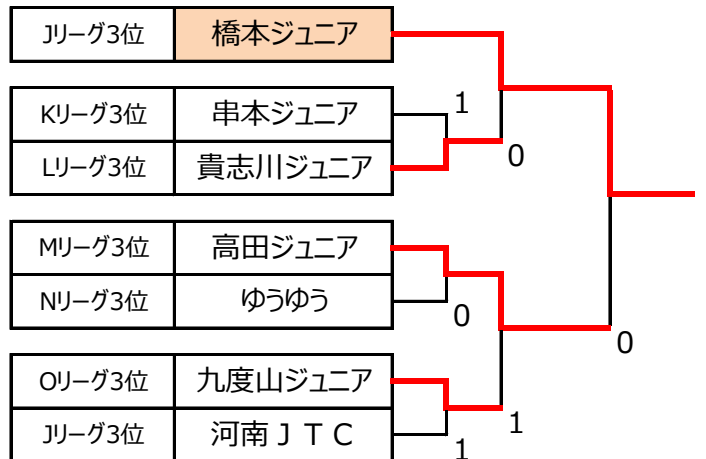 Jリーグ3位 橋本ジュニア
Kリーグ3位 串本ジュニア 1
Lリーグ3位 貴志川ジュニア 0
Mリーグ3位 高田ジュニア
Nリーグ3位 ゆうゆう 0
0
Oリーグ3位 九度山ジュニア
Jリーグ3位 河南ＪＴＣ 1
1